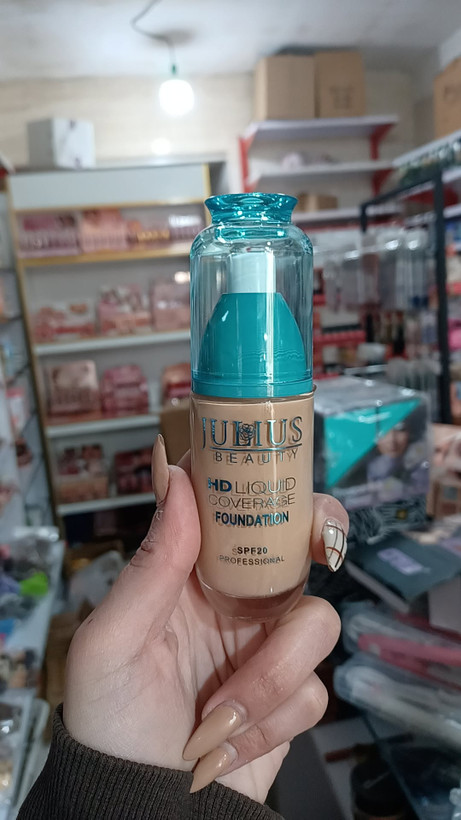 JULIUS
BEAUTY
HD LIQUID
COVERAGE
FOUNDATION
SPF20
PROFESSIONAL